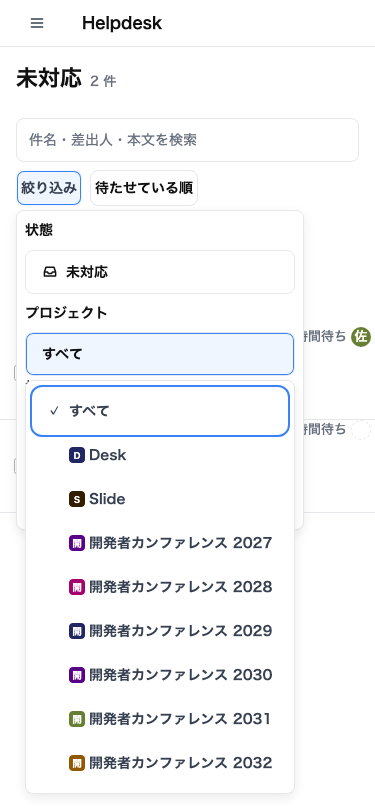 Helpdesk
未対応 2 件
件名・差出人・本文を検索
絞り込み 待たせている順
状態
未対応
プロジェクト
すべて
時間待ち 佐
✓ すべて
時間待ち
D Desk
S Slide
開 開発者カンファレンス 2027
開 開発者カンファレンス 2028
開 開発者カンファレンス 2029
開 開発者カンファレンス 2030
開 開発者カンファレンス 2031
開 開発者カンファレンス 2032